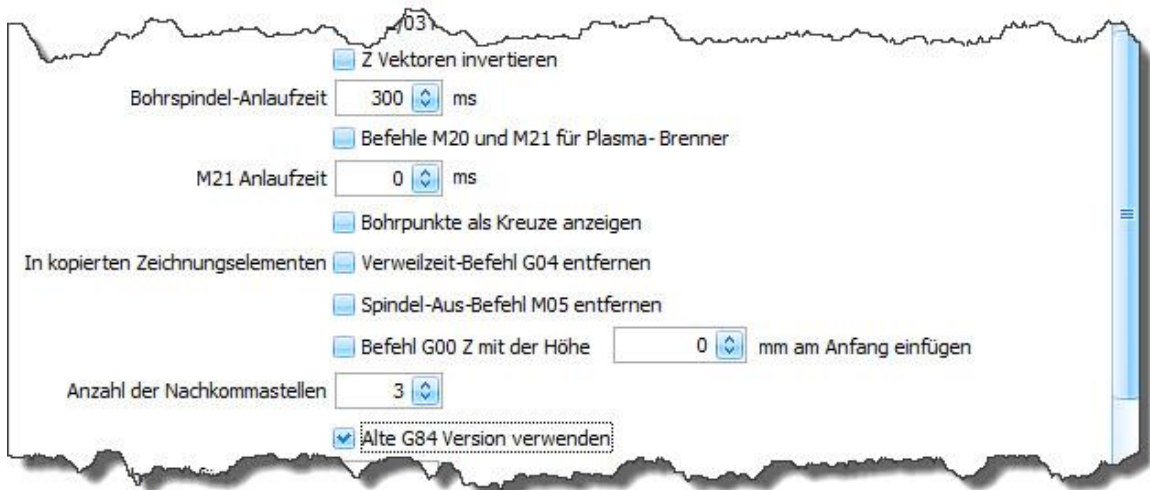 Z Vektoren invertieren
Bohrspindel-Anlaufzeit 300 ms
Befehle M20 und M21 für Plasma- Brenner
M21 Anlaufzeit 0 ms
Bohrpunkte als Kreuze anzeigen
In kopierten Zeichnungselementen Verweilzeit-Befehl G04 entfernen
Spindel-Aus-Befehl M05 entfernen
Befehl G00 Z mit der Höhe 0 mm am Anfang einfügen
Anzahl der Nachkommastellen 3
Alte G84 Version verwenden